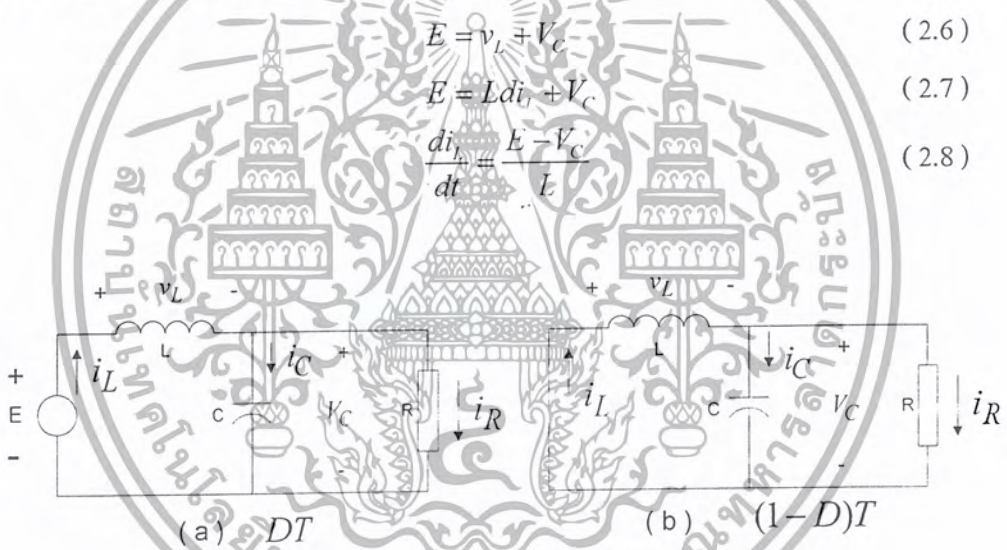 E = v_L + V_C (2.6)
E = Ldi_L + V_C (2.7)
di_L/dt = (E - V_C)/L (2.8)
+ v_L -
L
+ E -
i_L
i_C
C
+ V_C -
R
i_R
(a) DT
+ v_L -
L
i_L
i_C
C
+ V_C -
R
i_R
(b) (1-D)T